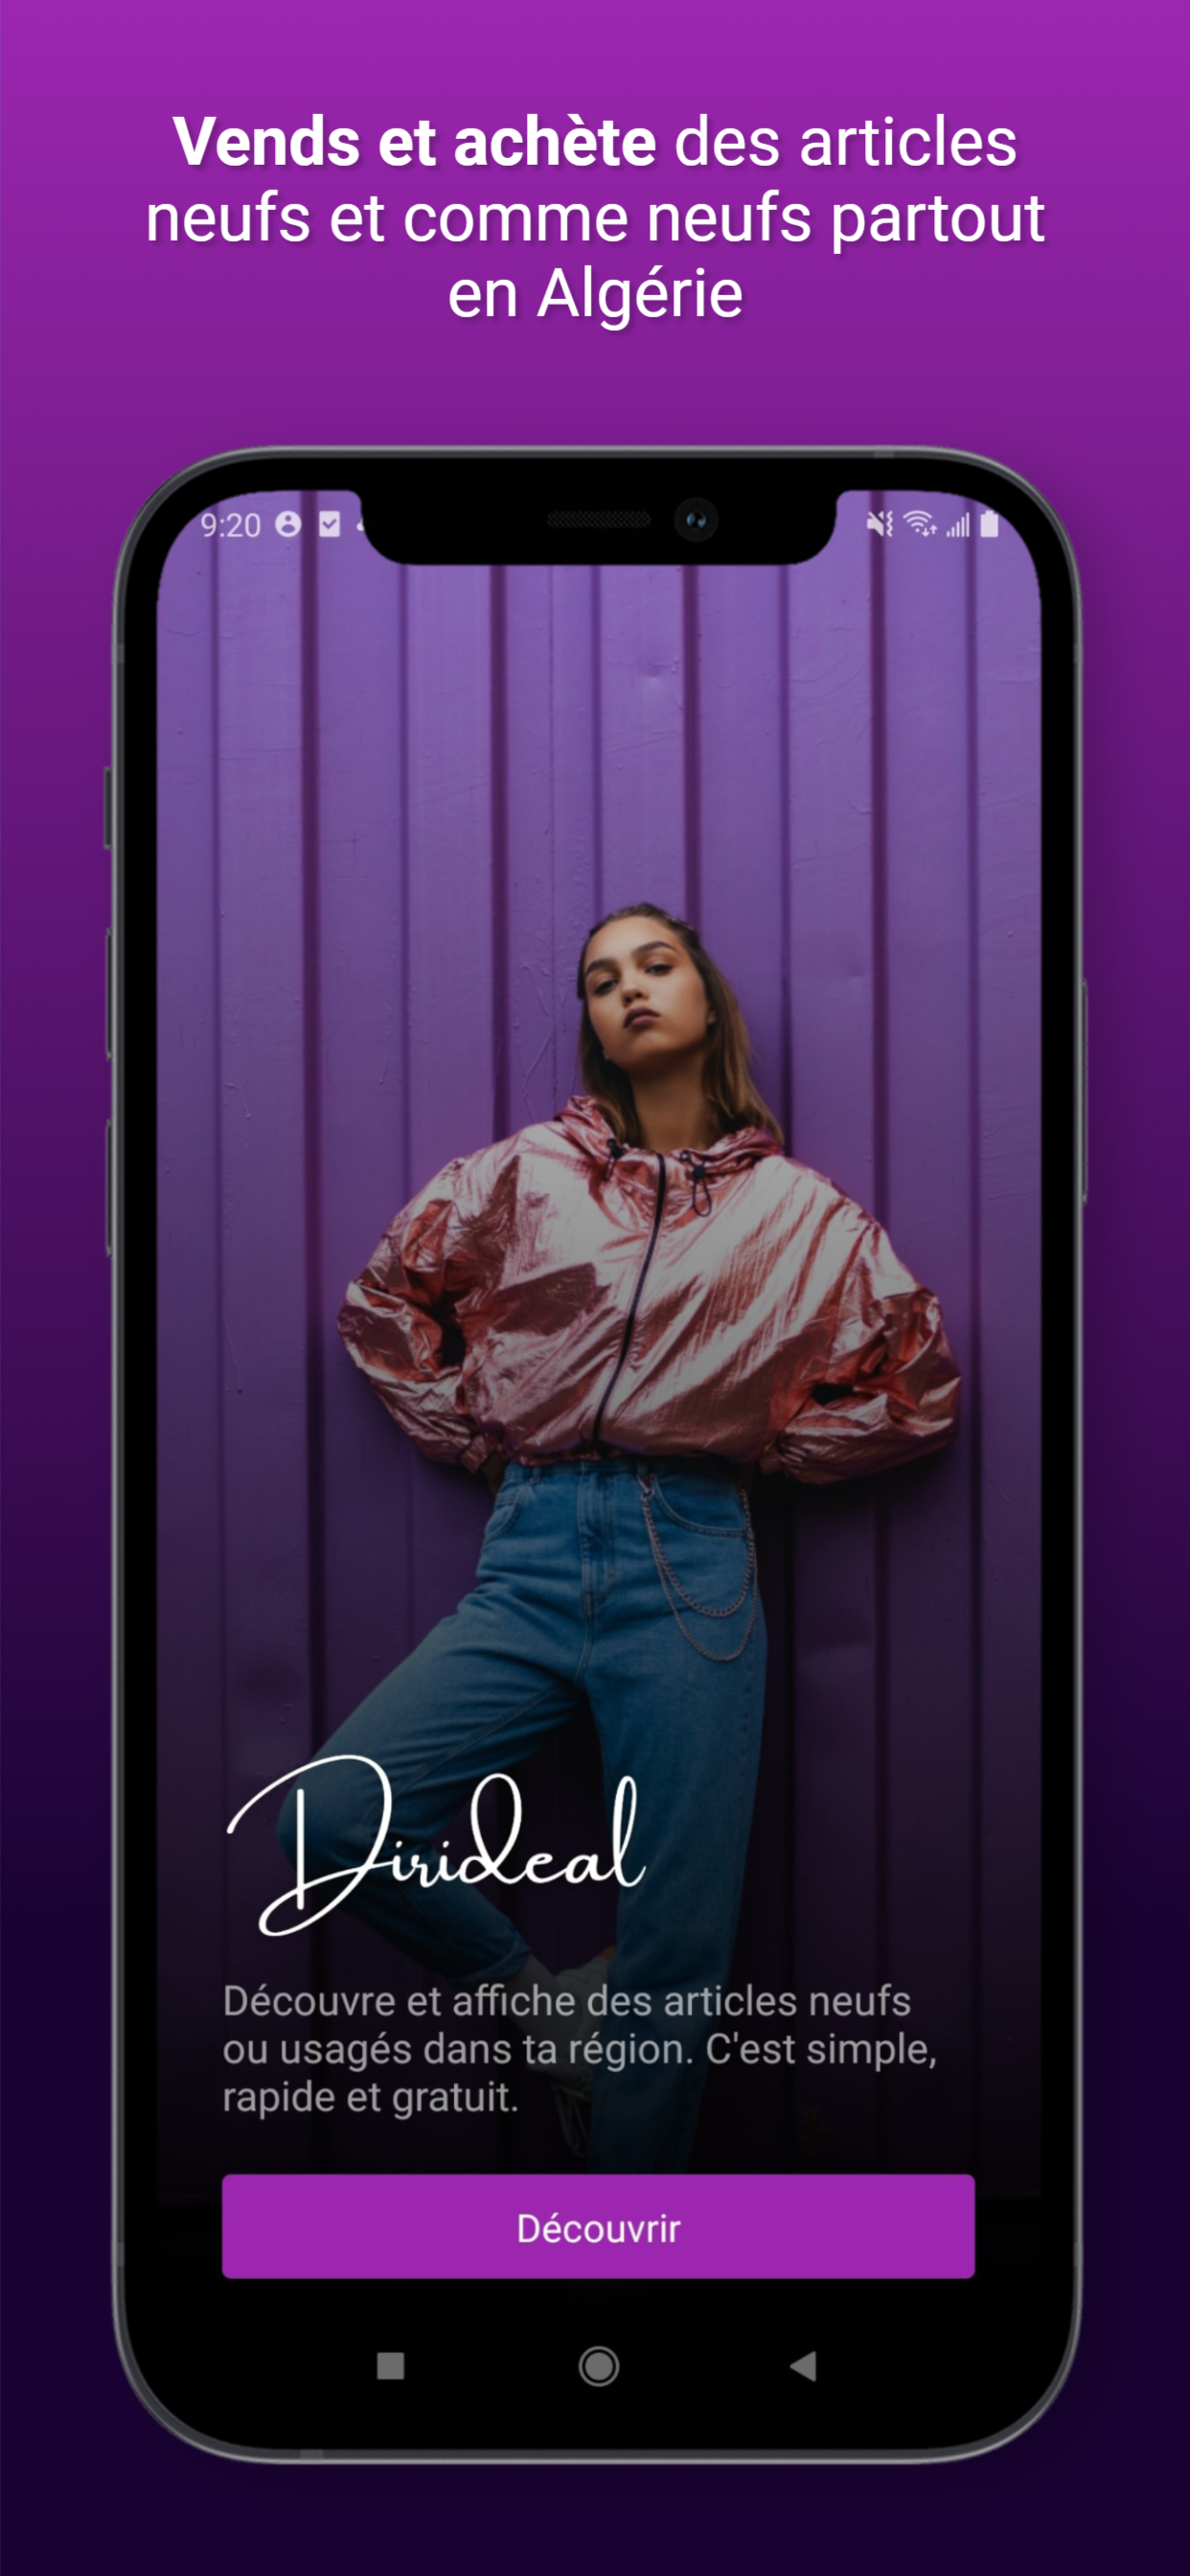 Vends et achète des articles
neufs et comme neufs partout
en Algérie
9:20
Dirideal
Découvre et affiche des articles neufs
ou usagés dans ta région. C'est simple,
rapide et gratuit.
Découvrir